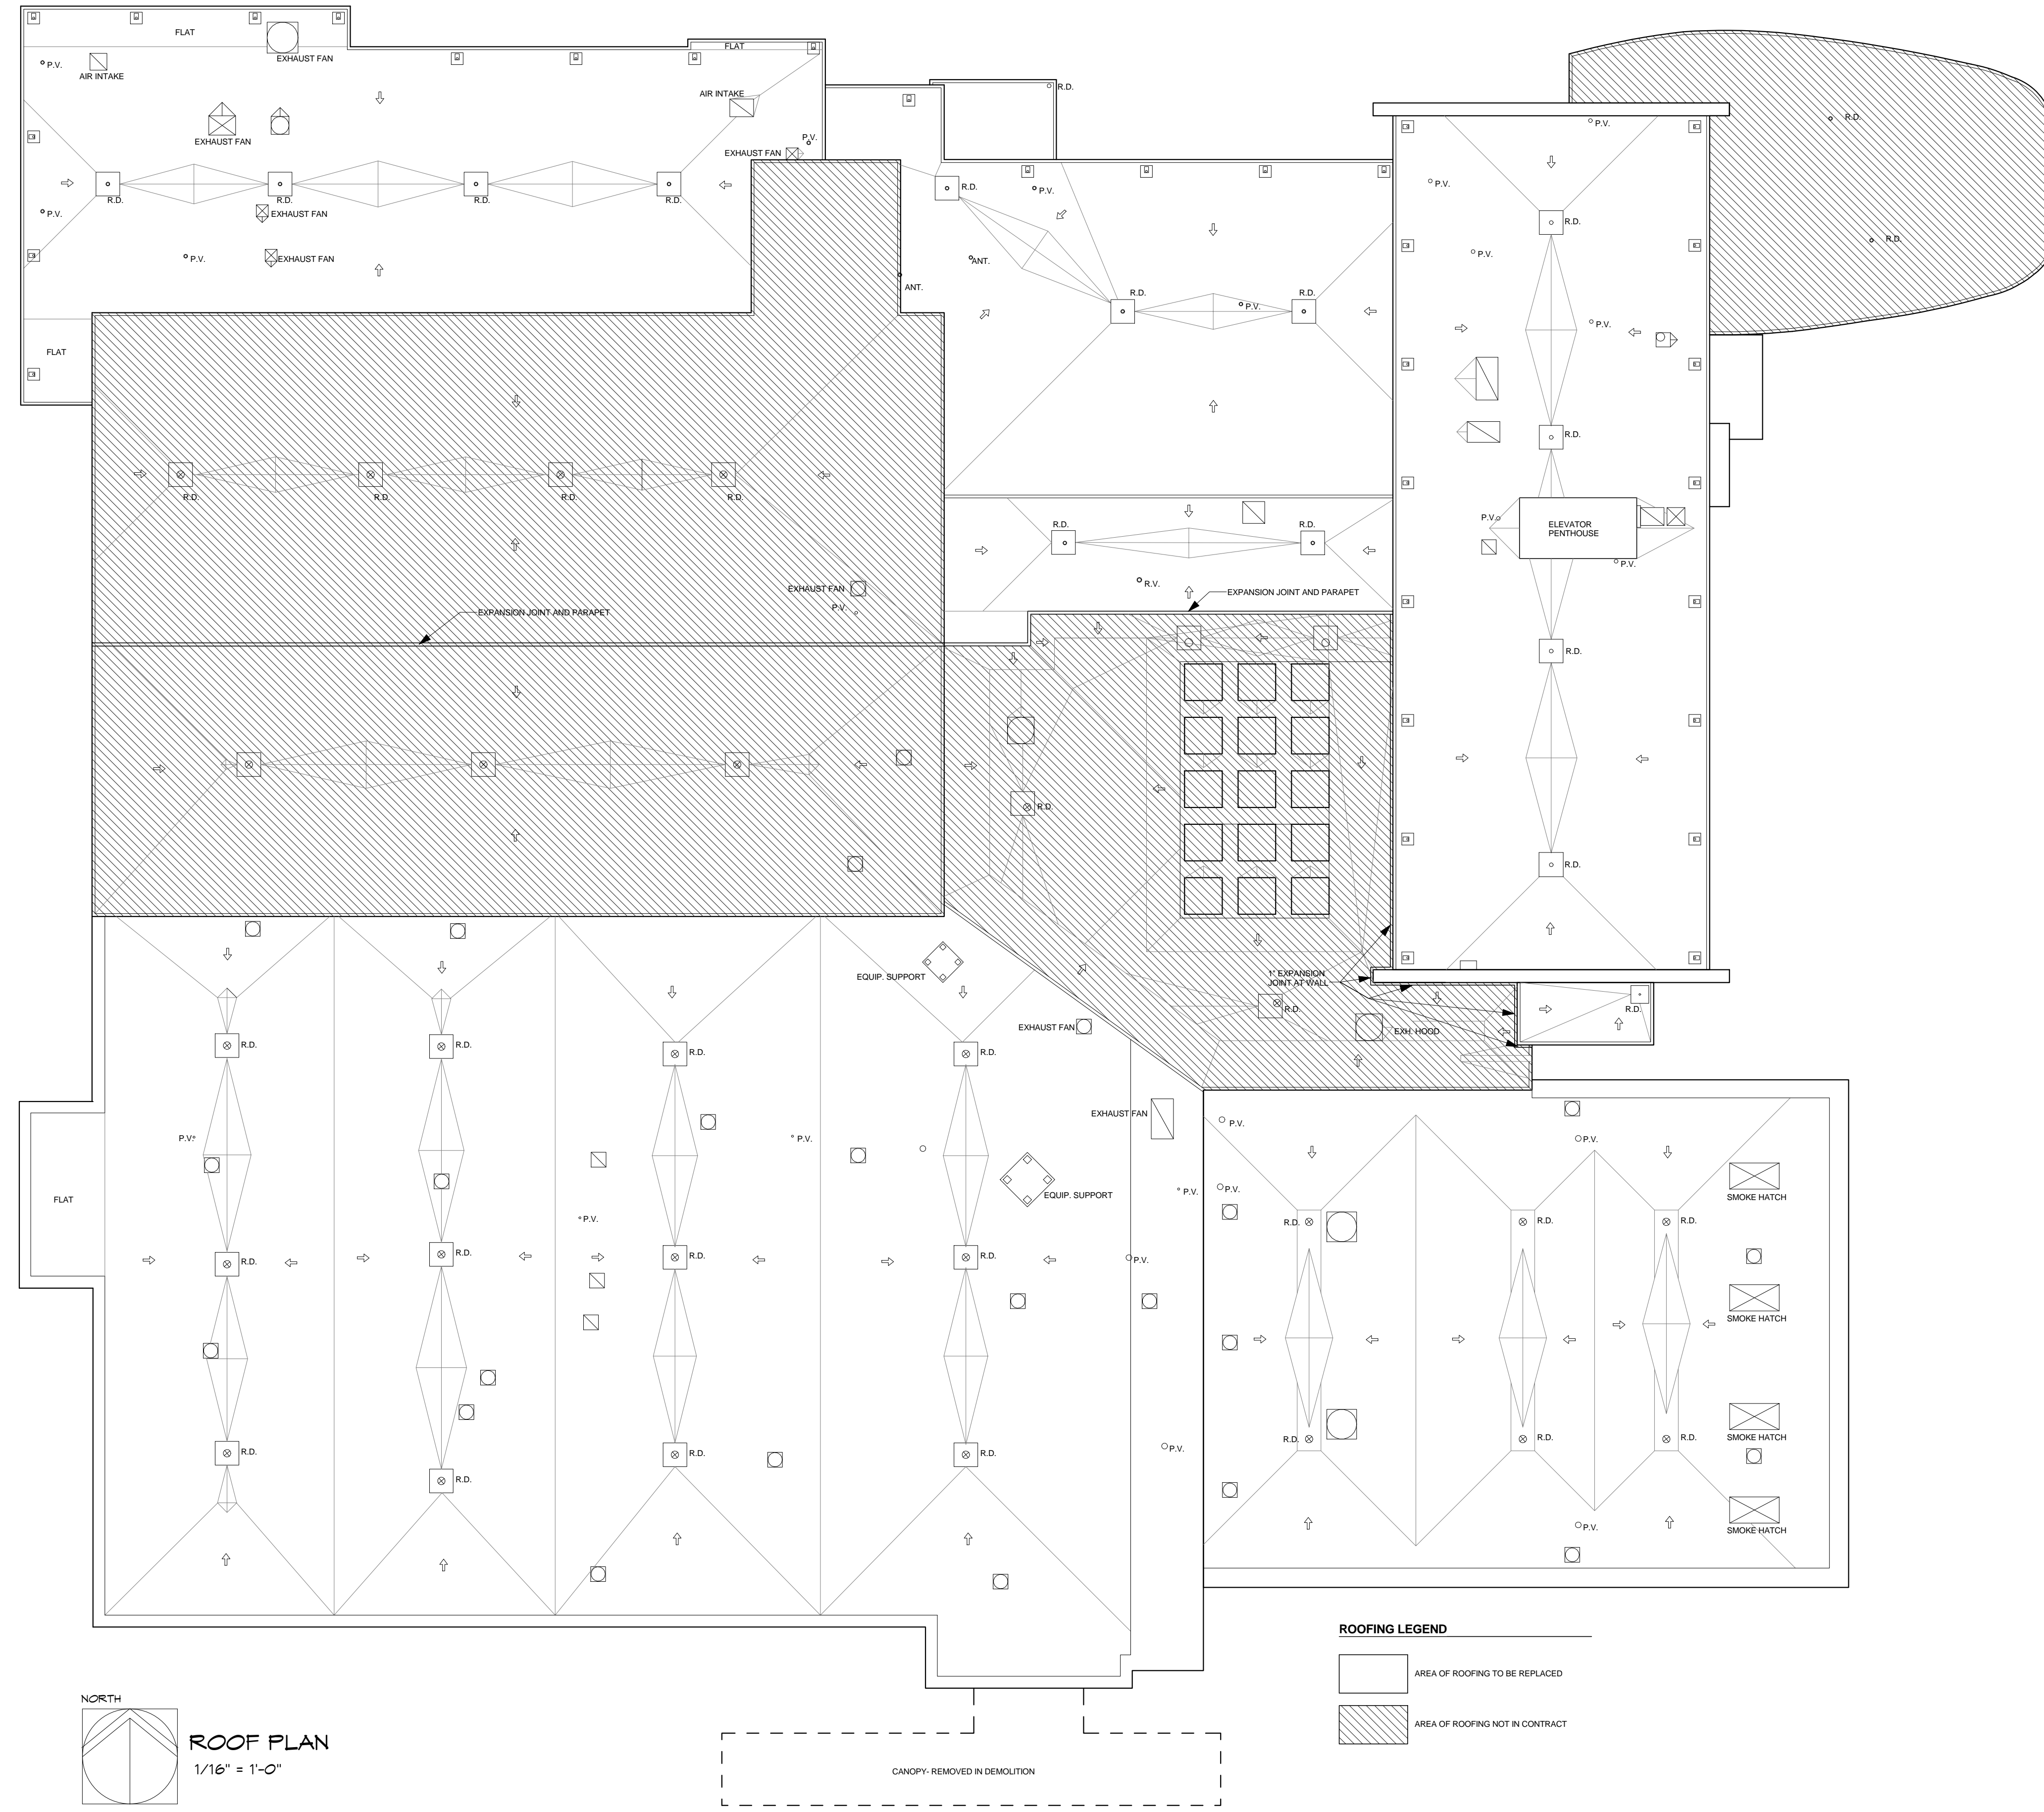 FLAT
EXHAUST FAN
FLAT
P.V.
AIR INTAKE
AIR INTAKE
R.D.
R.D.
P.V.
EXHAUST FAN
P.V.
EXHAUST FAN
P.V.
R.D.
R.D.
R.D.
R.D.
R.D.
P.V.
P.V.
P.V.
EXHAUST FAN
R.D.
R.D.
P.V.
EXHAUST FAN
ANT.
P.V.
ANT.
R.D.
R.D.
P.V.
P.V.
FLAT
R.D.
R.D.
R.D.
R.D.
R.D.
R.D.
R.D.
P.V.
ELEVATOR
PENTHOUSE
P.V.
R.V.
EXHAUST FAN
P.V.
EXPANSION JOINT AND PARAPET
EXPANSION JOINT AND PARAPET
R.D.
R.D.
R.D.
EQUIP. SUPPORT
1" EXPANSION
JOINT AT WALL
R.D.
R.D.
EXHAUST FAN
EXH. HOOD
R.D.
R.D.
R.D.
R.D.
EXHAUST FAN
P.V.
P.V.
P.V.
P.V.
FLAT
EQUIP. SUPPORT
P.V.
P.V.
SMOKE HATCH
P.V.
R.D.
R.D.
R.D.
R.D.
R.D.
R.D.
R.D.
P.V.
SMOKE HATCH
R.D.
R.D.
R.D.
R.D.
R.D.
R.D.
R.D.
P.V.
SMOKE HATCH
P.V.
SMOKE HATCH
ROOFING LEGEND
AREA OF ROOFING TO BE REPLACED
AREA OF ROOFING NOT IN CONTRACT
NORTH
ROOF PLAN
1/16" = 1'-0"
CANOPY- REMOVED IN DEMOLITION